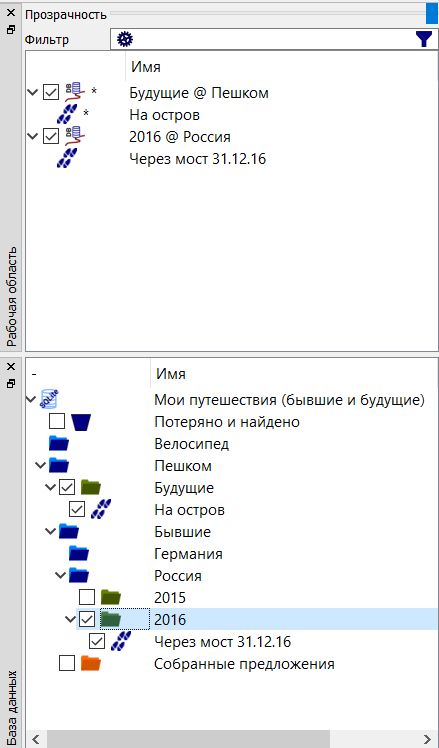 Прозрачность
Фильтр
Имя
* Будущие @ Пешком
* На остров
2016 @ Россия
Через мост 31.12.16
Рабочая область
- Имя
SQLite Мои путешествия (бывшие и будущие)
Потеряно и найдено
Велосипед
Пешком
Будущие
На остров
Бывшие
Германия
Россия
2015
2016
Через мост 31.12.16
Собранные предложения
База данных